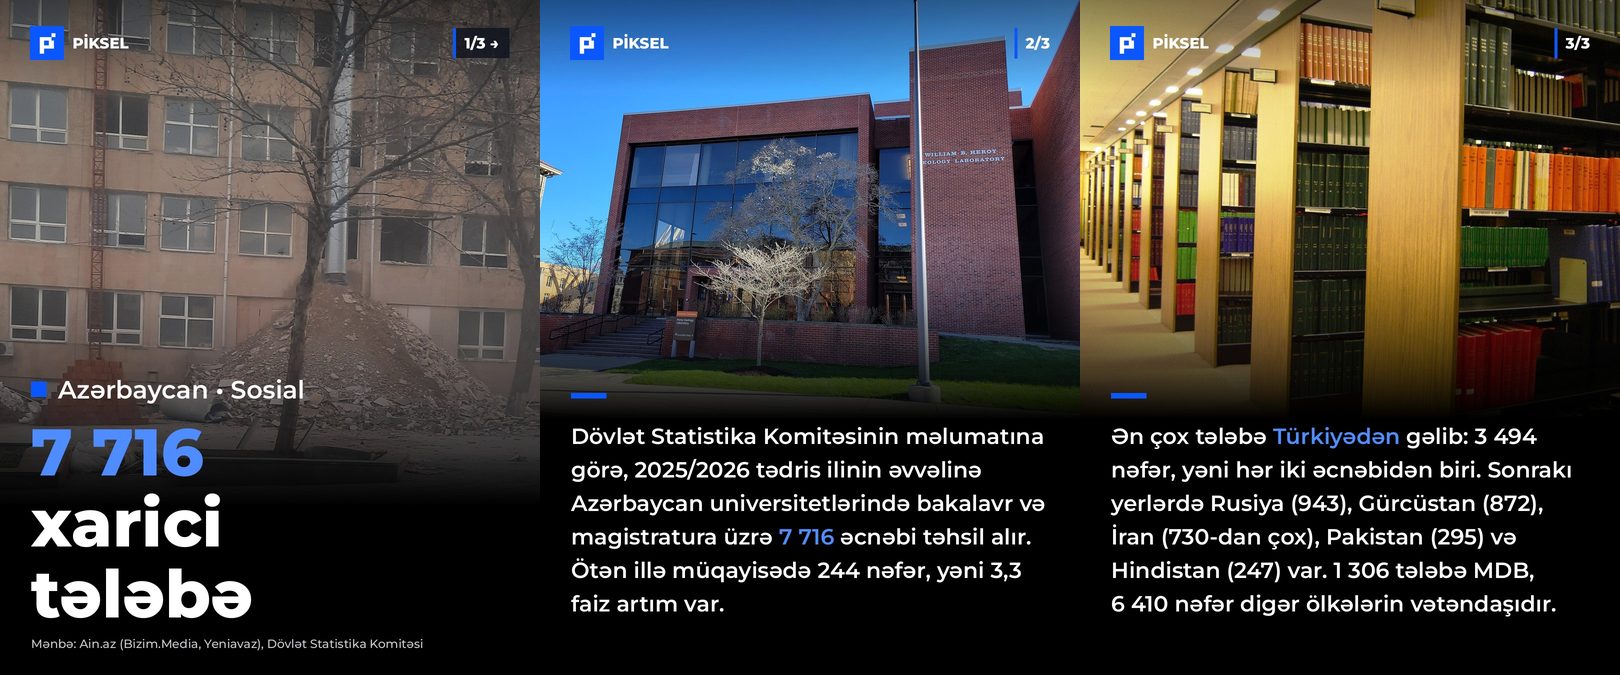 PİKSEL
1/3 →
Azərbaycan • Sosial
7 716
xarici
tələbə
Mənbə: Ain.az (Bizim.Media, Yeniavaz), Dövlət Statistika Komitəsi
PİKSEL
2/3
WILLIAM B. HEROY
GEOLOGY LABORATORY
Dövlət Statistika Komitəsinin məlumatına
görə, 2025/2026 tədris ilinin əvvəlinə
Azərbaycan universitetlərində bakalavr və
magistratura üzrə 7 716 əcnəbi təhsil alır.
Ötən illə müqayisədə 244 nəfər, yəni 3,3
faiz artım var.
PİKSEL
3/3
Ən çox tələbə Türkiyədən gəlib: 3 494
nəfər, yəni hər iki əcnəbidən biri. Sonrakı
yerlərdə Rusiya (943), Gürcüstan (872),
İran (730-dan çox), Pakistan (295) və
Hindistan (247) var. 1 306 tələbə MDB,
6 410 nəfər digər ölkələrin vətəndaşıdır.